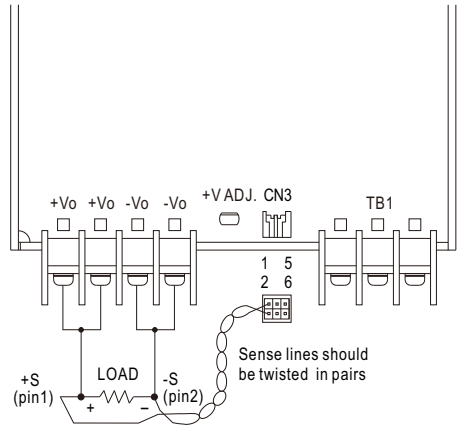 +Vo +Vo -Vo -Vo +V ADJ. CN3 TB1
1 5
2 6
Sense lines should
be twisted in pairs
+S
(pin1)
LOAD
-S
(pin2)
+ −